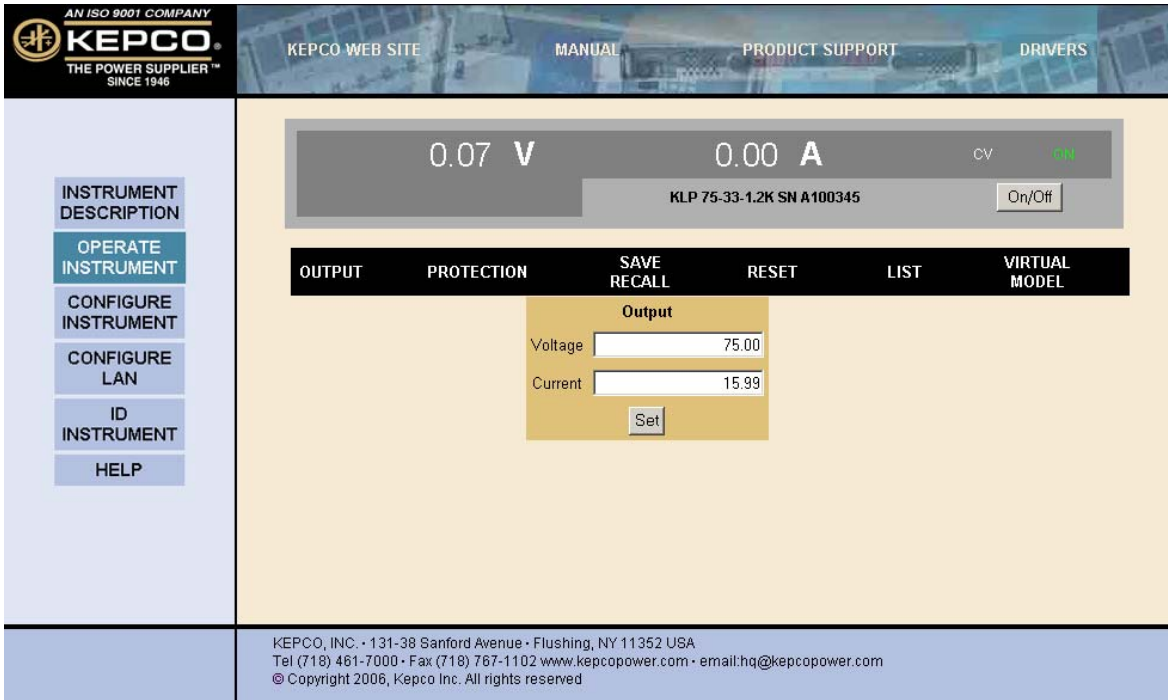 AN ISO 9001 COMPANY
KEPCO®
THE POWER SUPPLIER™
SINCE 1946
KEPCO WEB SITE
MANUAL
PRODUCT SUPPORT
DRIVERS
INSTRUMENT
DESCRIPTION
OPERATE
INSTRUMENT
CONFIGURE
INSTRUMENT
CONFIGURE
LAN
ID
INSTRUMENT
HELP
0.07 V
0.00 A
CV
ON
KLP 75-33-1.2K SN A100345
On/Off
OUTPUT
PROTECTION
SAVE
RECALL
RESET
LIST
VIRTUAL
MODEL
Output
Voltage 75.00
Current 15.99
Set
KEPCO, INC. • 131-38 Sanford Avenue • Flushing, NY 11352 USA
Tel (718) 461-7000 • Fax (718) 767-1102 www.kepcopower.com • email:hq@kepcopower.com
© Copyright 2006, Kepco Inc. All rights reserved